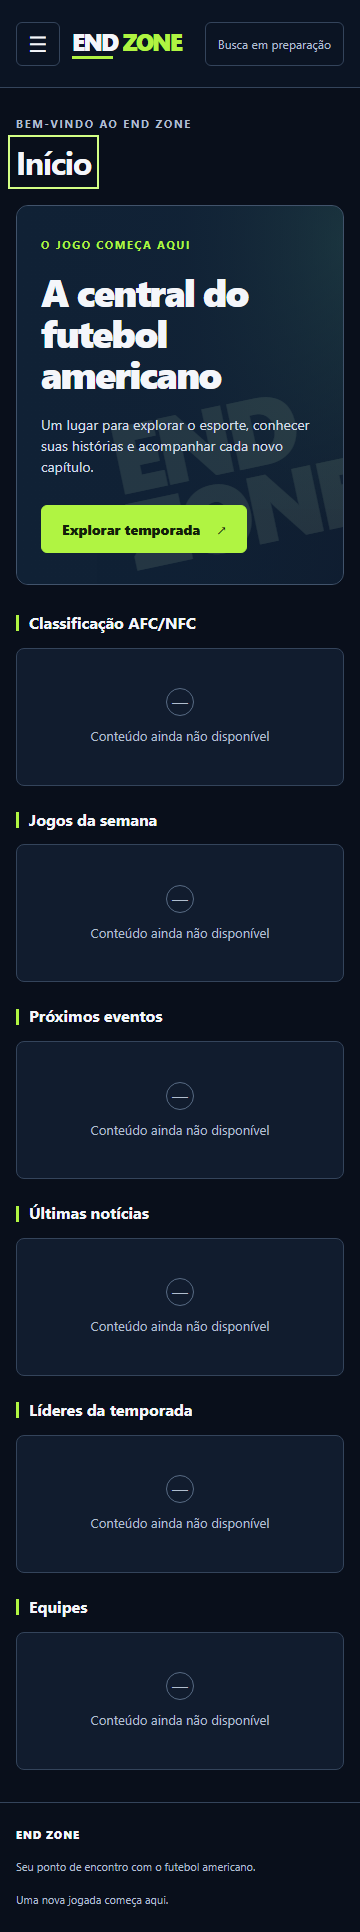 END ZONE
Busca em preparação
BEM-VINDO AO END ZONE
Início
O JOGO COMEÇA AQUI
A central do
futebol
americano
END
ZONE
Um lugar para explorar o esporte, conhecer
suas histórias e acompanhar cada novo
capítulo.
Explorar temporada ↗
Classificação AFC/NFC
Conteúdo ainda não disponível
Jogos da semana
Conteúdo ainda não disponível
Próximos eventos
Conteúdo ainda não disponível
Últimas notícias
Conteúdo ainda não disponível
Líderes da temporada
Conteúdo ainda não disponível
Equipes
Conteúdo ainda não disponível
END ZONE
Seu ponto de encontro com o futebol americano.
Uma nova jogada começa aqui.